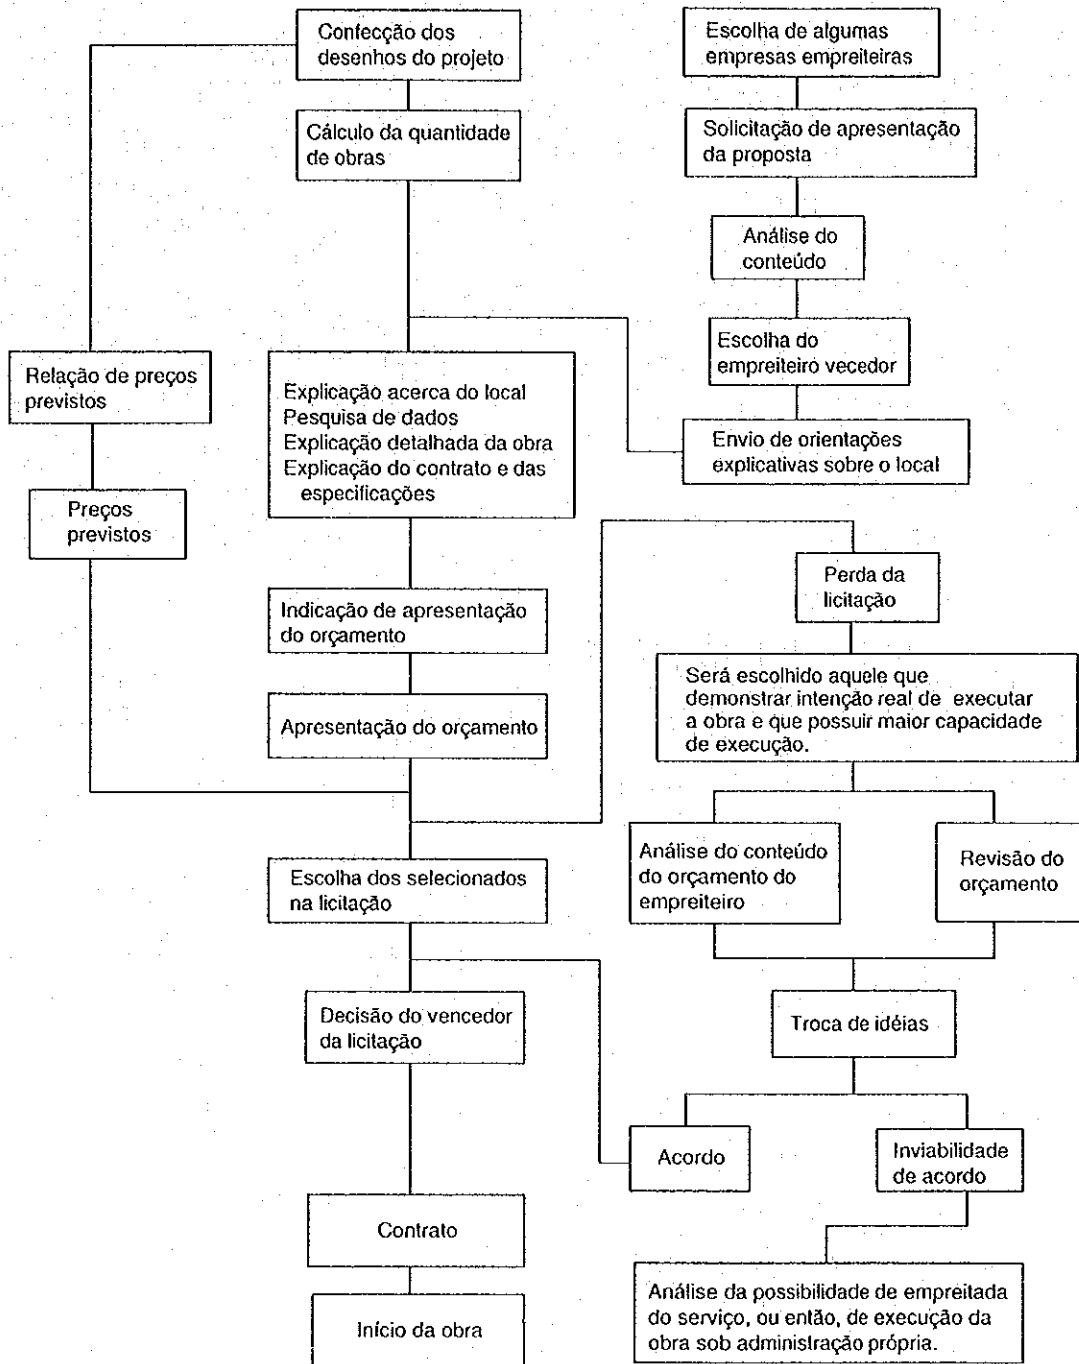 Confecção dos
desenhos do projeto
Cálculo da quantidade
de obras
Escolha de algumas
empresas empreiteiras
Solicitação de apresentação
da proposta
Análise do
conteúdo
Escolha do
empreiteiro vecedor
Envio de orientações
explicativas sobre o local
Relação de preços
previstos
Preços
previstos
Explicação acerca do local
Pesquisa de dados
Explicação detalhada da obra
Explicação do contrato e das
especificações
Indicação de apresentação
do orçamento
Apresentação do orçamento
Perda da
licitação
Será escolhido aquele que
demonstrar intenção real de executar
a obra e que possuir maior capacidade
de execução.
Análise do conteúdo
do orçamento do
empreiteiro
Revisão do
orçamento
Escolha dos selecionados
na licitação
Decisão do vencedor
da licitação
Troca de idéias
Acordo
Inviabilidade
de acordo
Contrato
Início da obra
Análise da possibilidade de empreitada
do serviço, ou então, de execução da
obra sob administração própria.